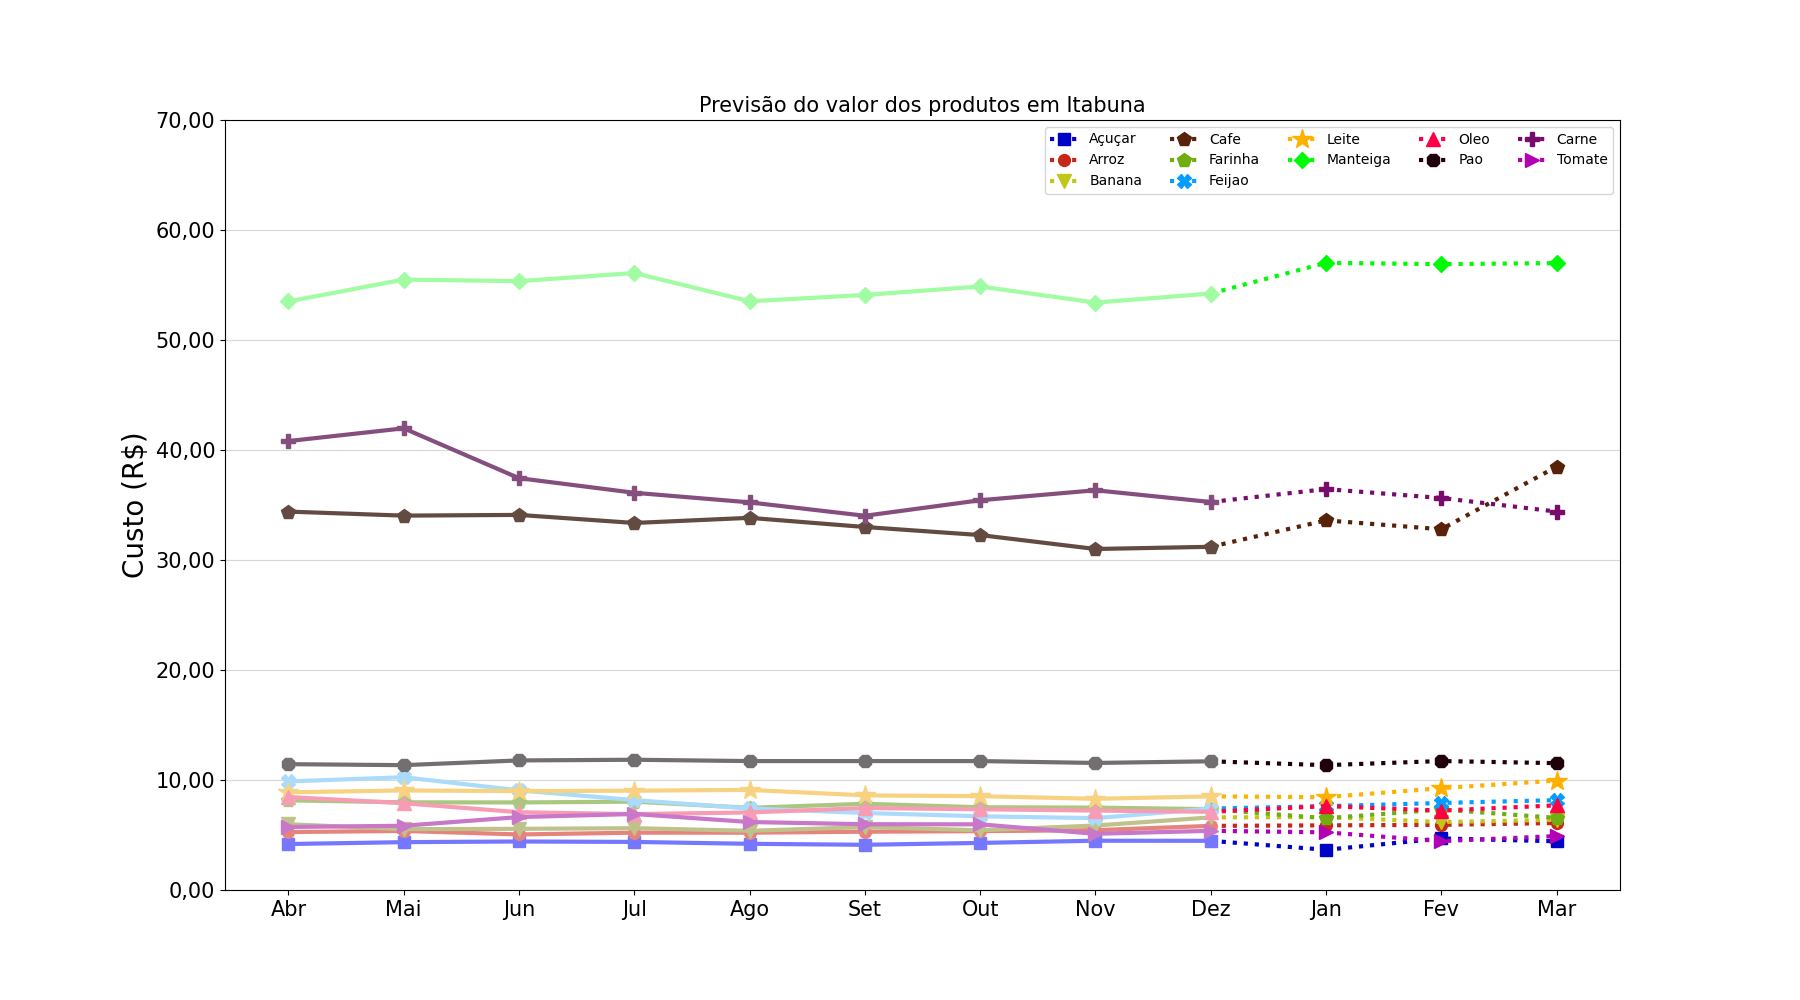 Previsão do valor dos produtos em Itabuna
70,00
60,00
50,00
40,00
30,00
20,00
10,00
0,00
Custo (R$)
Açuçar
Arroz
Banana
Cafe
Farinha
Feijao
Leite
Manteiga
Oleo
Pao
Carne
Tomate
Abr Mai Jun Jul Ago Set Out Nov Dez Jan Fev Mar